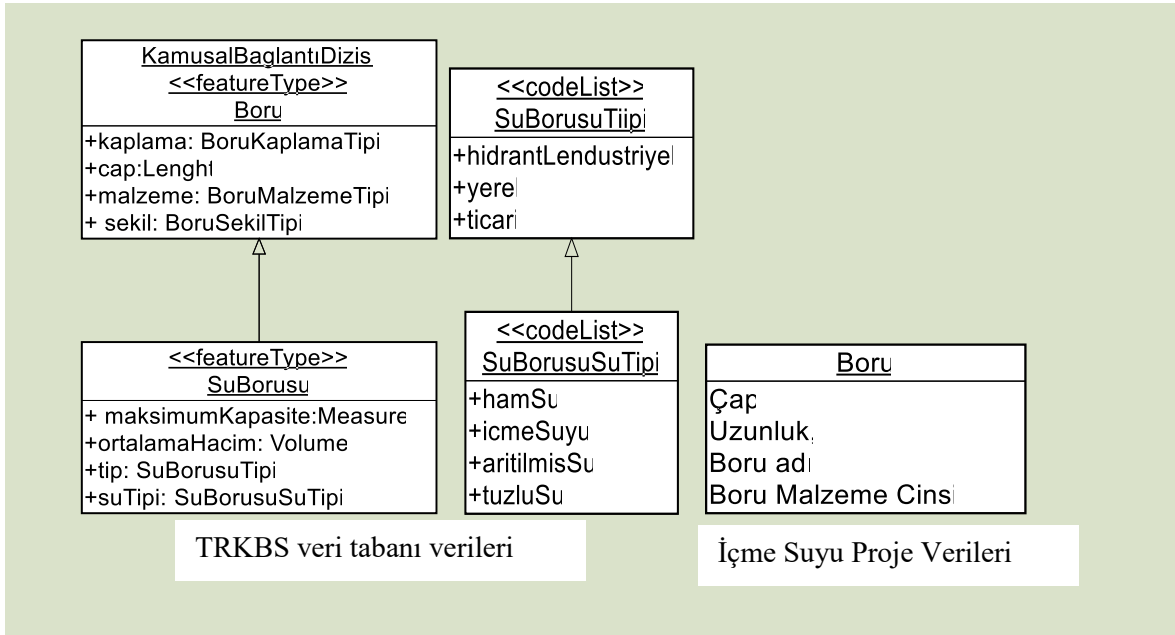 KamusalBaglantıDizis
<<featureType>>
Boru
+kaplama: BoruKaplamaTipi
+cap:Lenght
+malzeme: BoruMalzemeTipi
+ sekil: BoruSekilTipi
<<codeList>>
SuBorusuTiipi
+hidrantLendustriyel
+yerel
+ticari
<<featureType>>
SuBorusu
+ maksimumKapasite:Measure
+ortalamaHacim: Volume
+tip: SuBorusuTipi
+suTipi: SuBorusuSuTipi
<<codeList>>
SuBorusuSuTipi
+hamSu
+icmeSuyu
+aritilmisSu
+tuzluSu
Boru
Çap
Uzunluk,
Boru adı
Boru Malzeme Cinsi
TRKBS veri tabanı verileri
İçme Suyu Proje Verileri